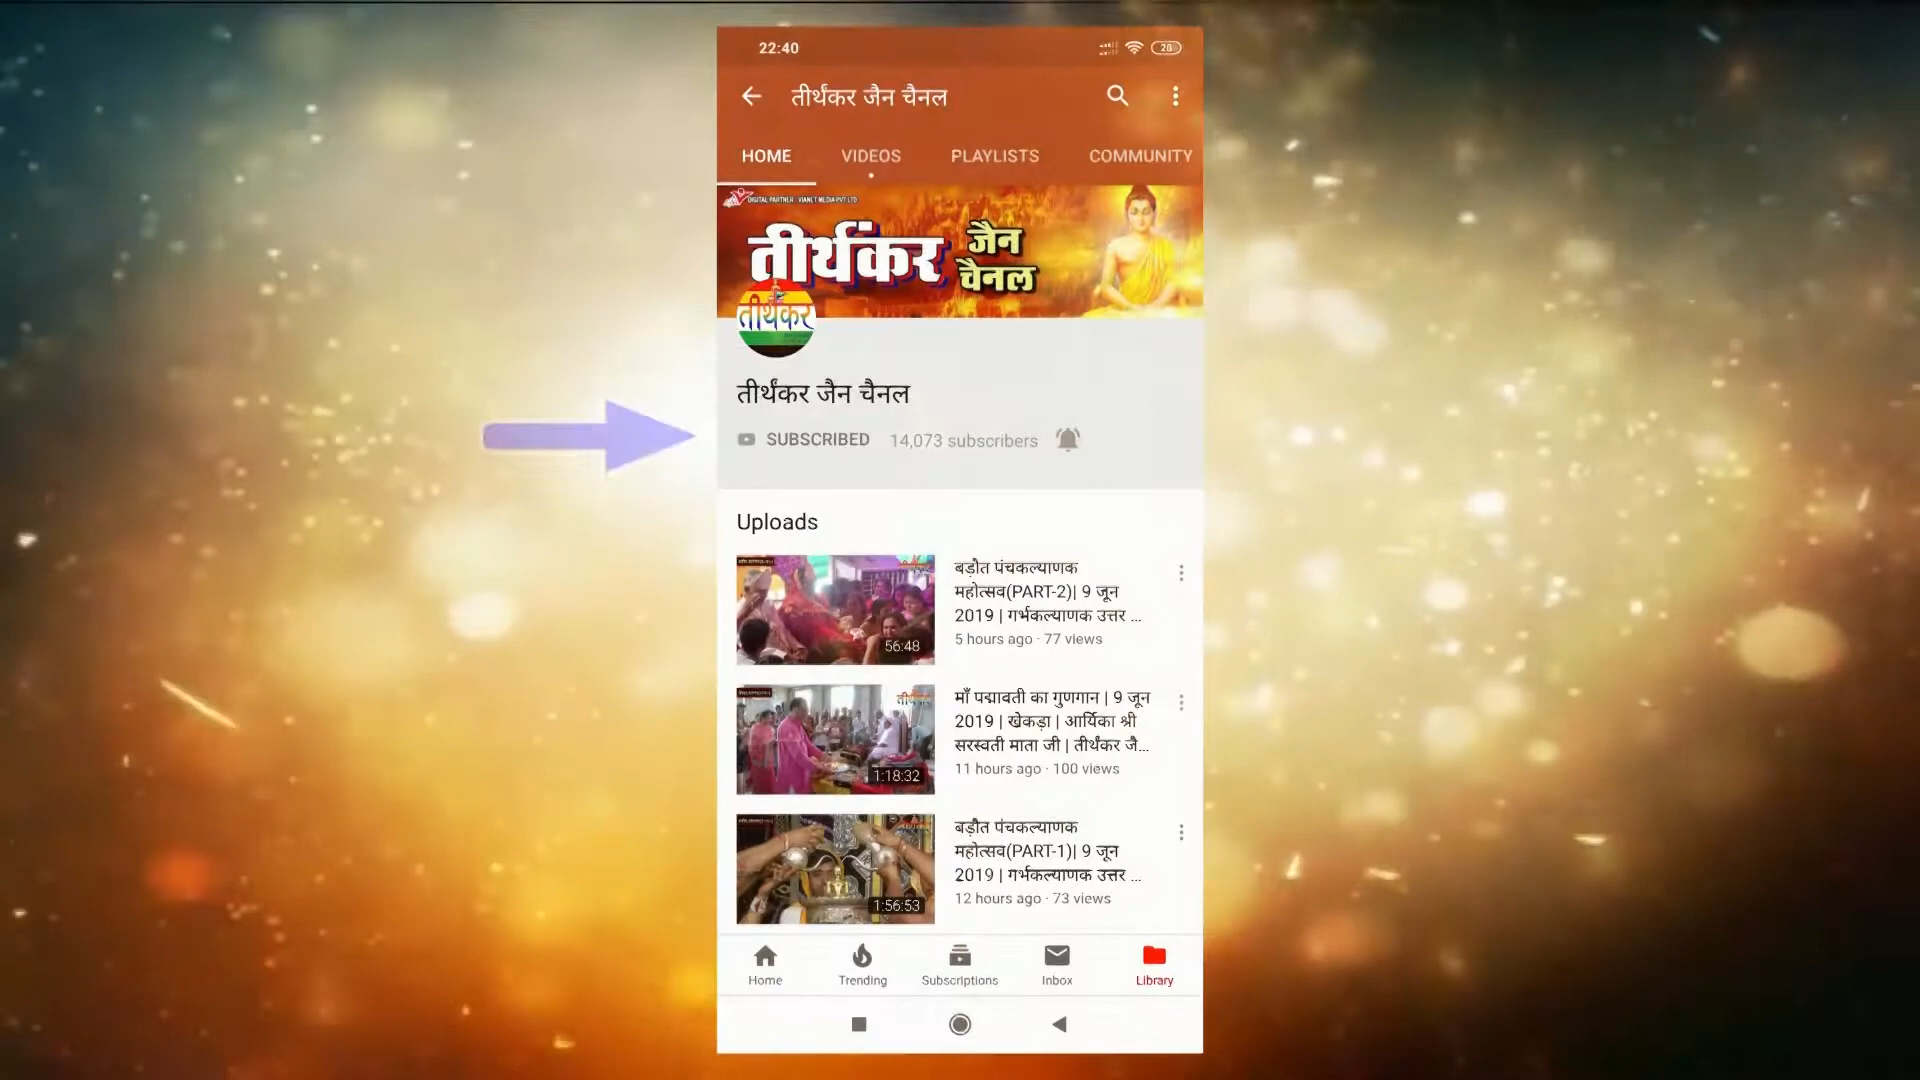 22:40
28
तीर्थंकर जैन चैनल
HOME VIDEOS PLAYLISTS COMMUNITY
DIGITAL PARTNER : VIANET MEDIA PVT LTD
तीर्थंकर जैन चैनल
तीर्थंकर
तीर्थंकर जैन चैनल
SUBSCRIBED 14,073 subscribers
Uploads
बड़ौत पंचकल्याणक
महोत्सव(PART-2)| 9 जून
2019 | गर्भकल्याणक उत्तर ...
5 hours ago · 77 views
56:48
माँ पद्मावती का गुणगान | 9 जून
2019 | खेकड़ा | आर्यिका श्री
सरस्वती माता जी | तीर्थंकर जै...
11 hours ago · 100 views
तीर्थंकर
1:18:32
बड़ौत पंचकल्याणक
महोत्सव(PART-1)| 9 जून
2019 | गर्भकल्याणक उत्तर ...
12 hours ago · 73 views
1:56:53
Home Trending Subscriptions Inbox Library